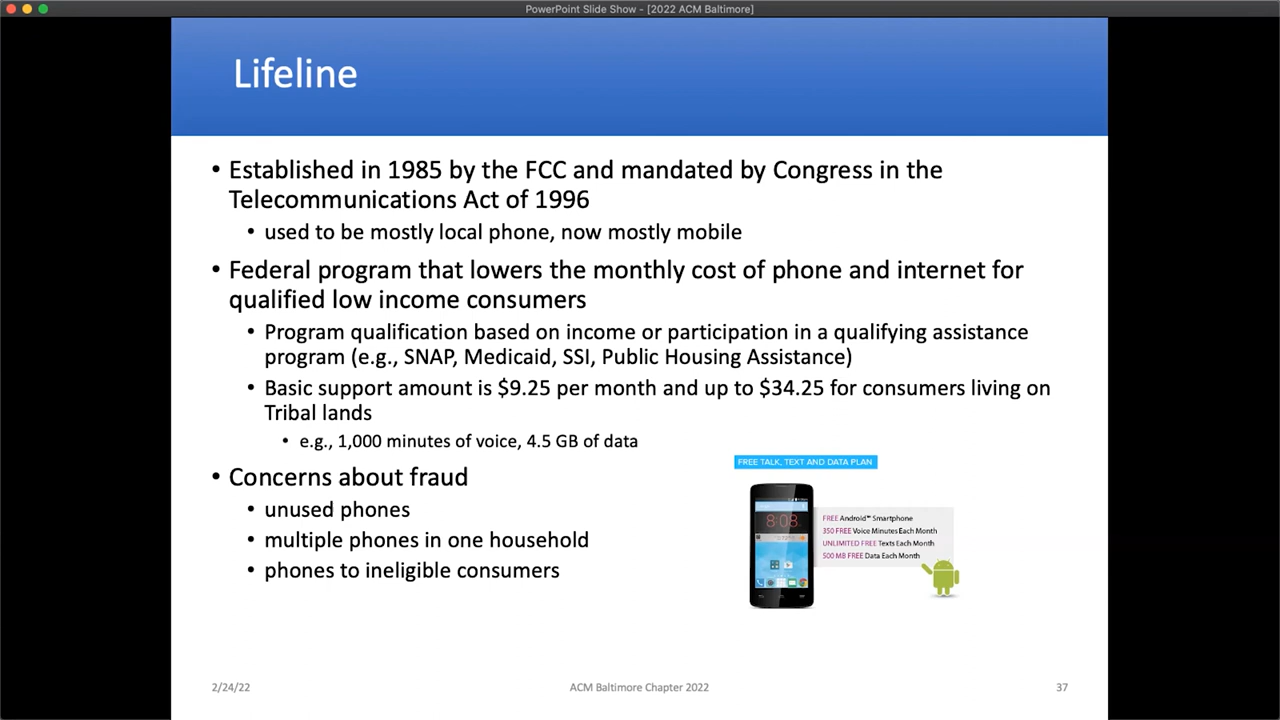 PowerPoint Slide Show - [2022 ACM Baltimore]
Lifeline
• Established in 1985 by the FCC and mandated by Congress in the
Telecommunications Act of 1996
• used to be mostly local phone, now mostly mobile
• Federal program that lowers the monthly cost of phone and internet for
qualified low income consumers
• Program qualification based on income or participation in a qualifying assistance
program (e.g., SNAP, Medicaid, SSI, Public Housing Assistance)
• Basic support amount is $9.25 per month and up to $34.25 for consumers living on
Tribal lands
• e.g., 1,000 minutes of voice, 4.5 GB of data
• Concerns about fraud
• unused phones
• multiple phones in one household
• phones to ineligible consumers
FREE TALK, TEXT AND DATA PLAN
8:08
FREE Android™ Smartphone
350 FREE Voice Minutes Each Month
UNLIMITED FREE Texts Each Month
500 MB FREE Data Each Month
2/24/22
ACM Baltimore Chapter 2022
37